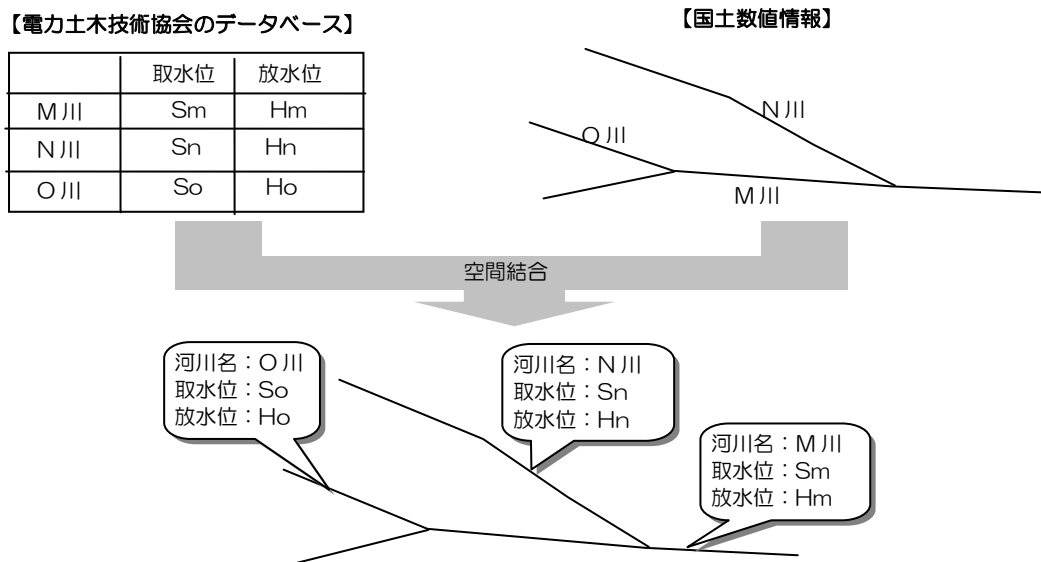 【電力土木技術協会のデータベース】
【国土数値情報】
取水位 放水位
M川 Sm Hm
N川 Sn Hn
O川 So Ho
N川
O川
M川
空間結合
河川名：O川
取水位：So
放水位：Ho
河川名：N川
取水位：Sn
放水位：Hn
河川名：M川
取水位：Sm
放水位：Hm